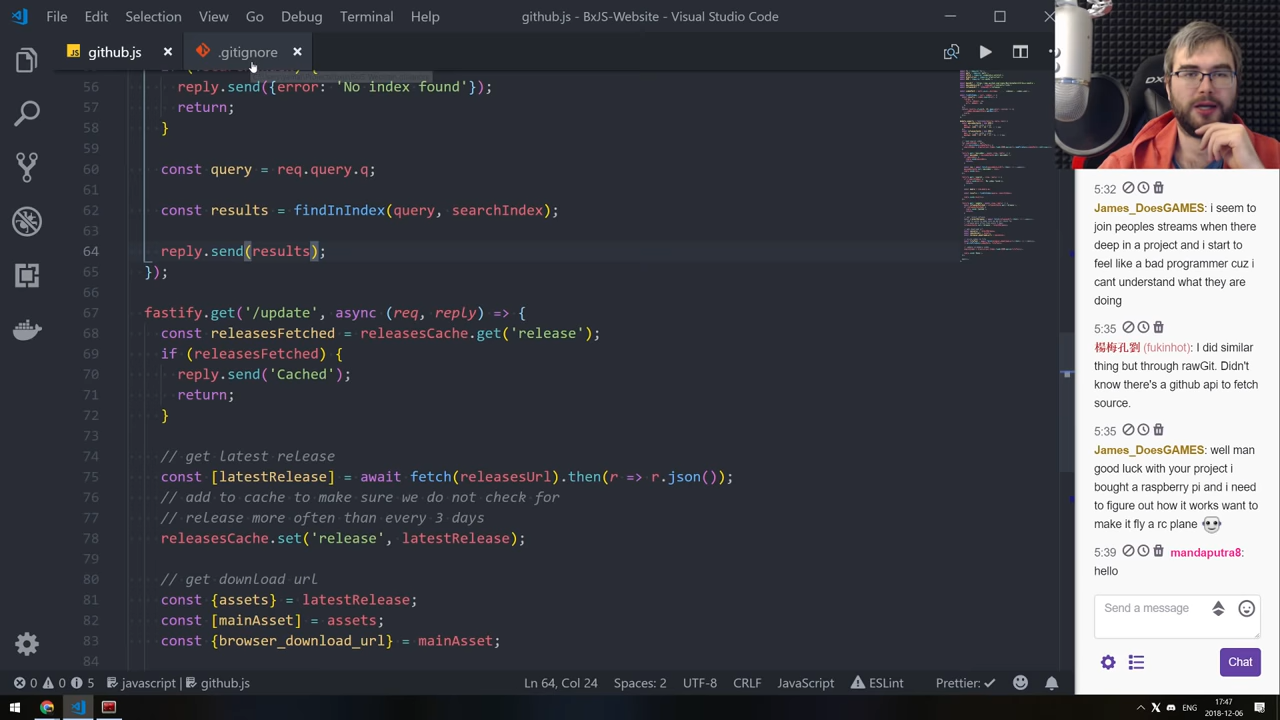 File Edit Selection View Go Debug Terminal Help
github.js - BxJS-Website - Visual Studio Code
JS github.js
.gitignore
56 reply.send({error: 'No index found'});
57 return;
58 }
59
60 const query = req.query.q;
61
62 const results = findInIndex(query, searchIndex);
64 reply.send(results);
65 });
66
67 fastify.get('/update', async (req, reply) => {
68 const releasesFetched = releasesCache.get('release');
69 if (releasesFetched) {
70 reply.send('Cached');
71 return;
72 }
73
74 // get latest release
75 const [latestRelease] = await fetch(releasesUrl).then(r => r.json());
76 // add to cache to make sure we do not check for
77 // release more often than every 3 days
78 releasesCache.set('release', latestRelease);
79
80 // get download url
81 const {assets} = latestRelease;
82 const [mainAsset] = assets;
83 const {browser_download_url} = mainAsset;
84
0 0 5 javascript | github.js
Ln 64, Col 24 Spaces: 2 UTF-8 CRLF JavaScript ESLint Prettier: ✓
DX
5:32
James_DoesGAMES: i seem to
join peoples streams when there
deep in a project and i start to
feel like a bad programmer cuz i
cant understand what they are
doing
5:35
楊梅孔劉 (fukinhot): I did similar
thing but through rawGit. Didn't
know there's a github api to fetch
source.
5:35
James_DoesGAMES: well man
good luck with your project i
bought a raspberry pi and i need
to figure out how it works want to
make it fly a rc plane
5:39 mandaputra8:
hello
Send a message
Chat
ENG
17:47
2018-12-06